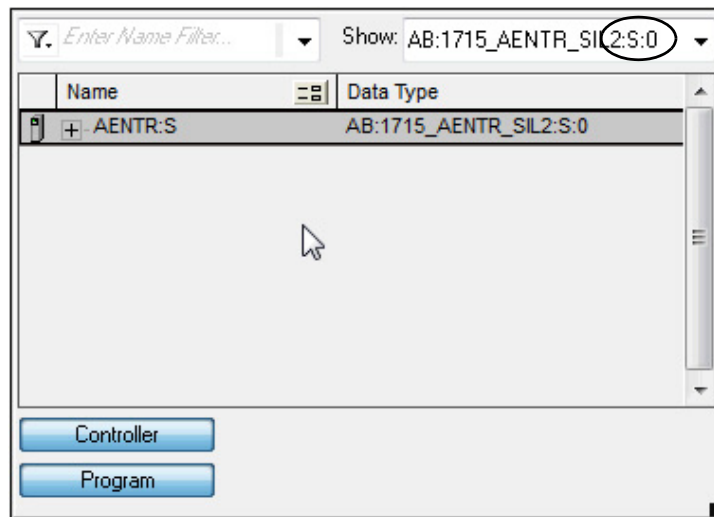 Enter Name Filter... Show: AB:1715_AENTR_SIL2:S:0
Name Data Type
AENTR:S AB:1715_AENTR_SIL2:S:0
Controller
Program